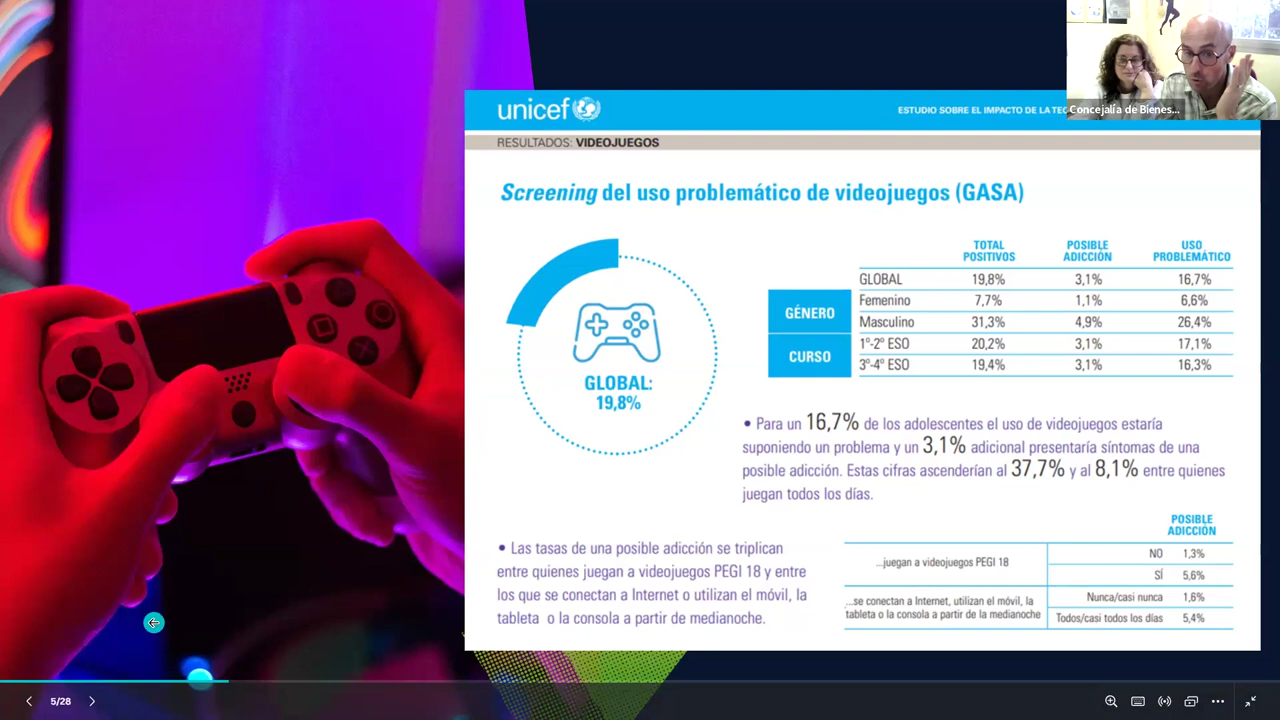 Concejalía de Bienes...
unicef
ESTUDIO SOBRE EL IMPACTO DE LA TEC
RESULTADOS: VIDEOJUEGOS
Screening del uso problemático de videojuegos (GASA)
GLOBAL:
19,8%
TOTAL POSITIVOS POSIBLE ADICCIÓN USO PROBLEMÁTICO
GLOBAL 19,8% 3,1% 16,7%
GÉNERO
Femenino 7,7% 1,1% 6,6%
Masculino 31,3% 4,9% 26,4%
CURSO
1º-2º ESO 20,2% 3,1% 17,1%
3º-4º ESO 19,4% 3,1% 16,3%
• Para un 16,7% de los adolescentes el uso de videojuegos estaría
suponiendo un problema y un 3,1% adicional presentaría síntomas de una
posible adicción. Estas cifras ascenderían al 37,7% y al 8,1% entre quienes
juegan todos los días.
• Las tasas de una posible adicción se triplican
entre quienes juegan a videojuegos PEGI 18 y entre
los que se conectan a Internet o utilizan el móvil, la
tableta o la consola a partir de medianoche.
POSIBLE
ADICCIÓN
...juegan a videojuegos PEGI 18
NO 1,3%
SÍ 5,6%
...se conectan a Internet, utilizan el móvil, la
tableta o la consola a partir de la medianoche
Nunca/casi nunca 1,6%
Todos/casi todos los días 5,4%
5/28